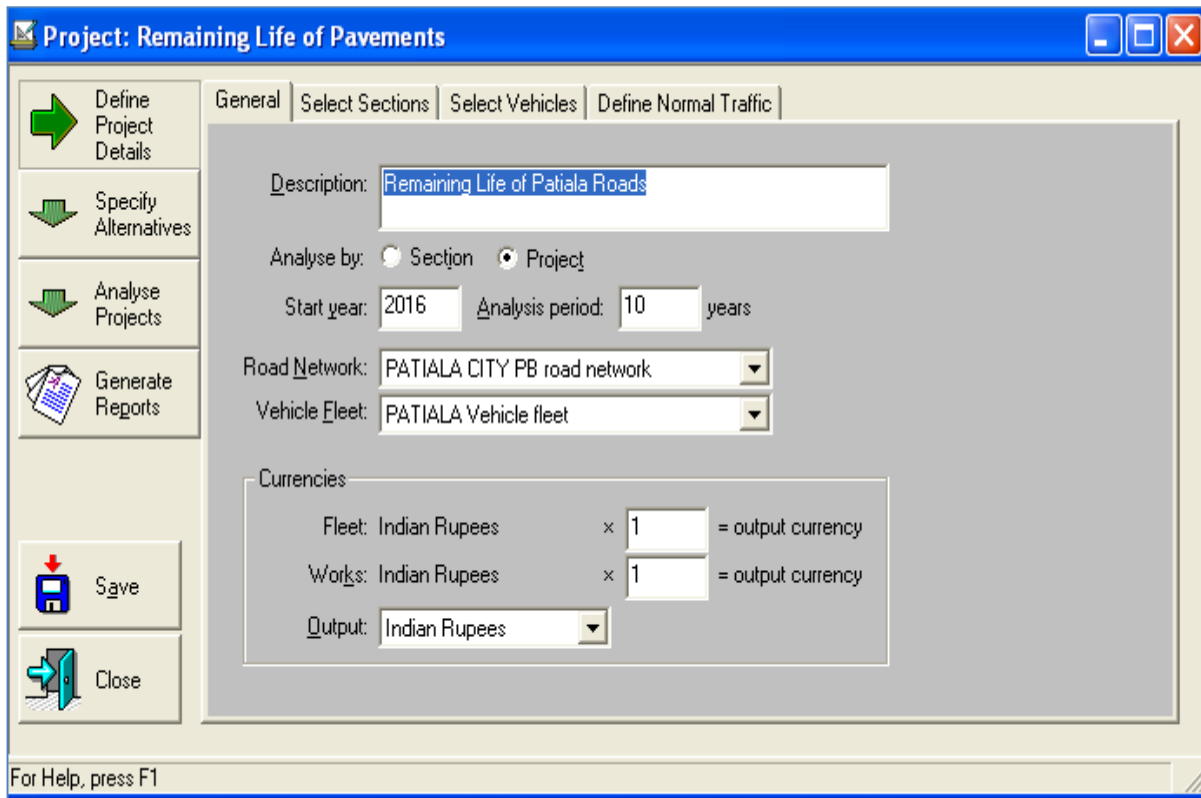 Project: Remaining Life of Pavements
Define Project Details
Specify Alternatives
Analyse Projects
Generate Reports
Save
Close
General Select Sections Select Vehicles Define Normal Traffic
Description: Remaining Life of Patiala Roads
Analyse by: Section Project
Start year: 2016 Analysis period: 10 years
Road Network: PATIALA CITY PB road network
Vehicle Fleet: PATIALA Vehicle fleet
Currencies
Fleet: Indian Rupees × 1 = output currency
Works: Indian Rupees × 1 = output currency
Output: Indian Rupees
For Help, press F1